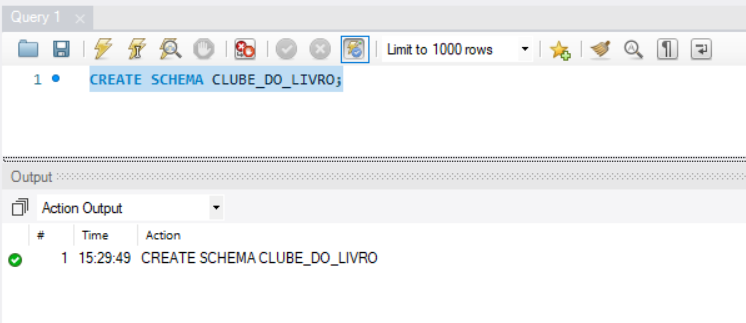 Query 1
Limit to 1000 rows
1 CREATE SCHEMA CLUBE_DO_LIVRO;
Output
Action Output
# Time Action
1 15:29:49 CREATE SCHEMA CLUBE_DO_LIVRO